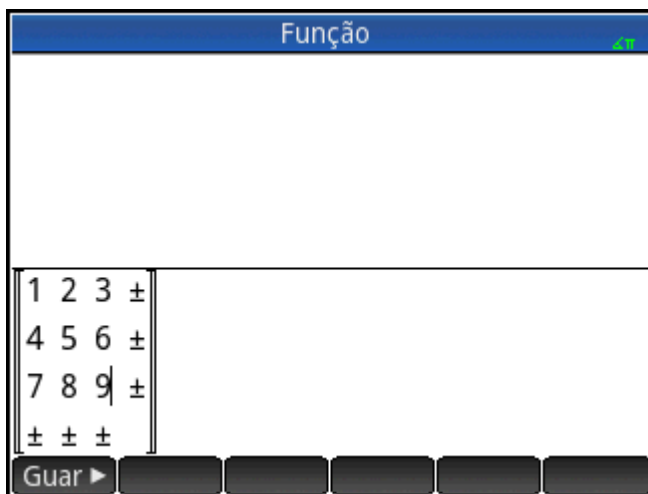 Função
∡π
1 2 3 ±
4 5 6 ±
7 8 9 ±
± ± ±
Guar ►